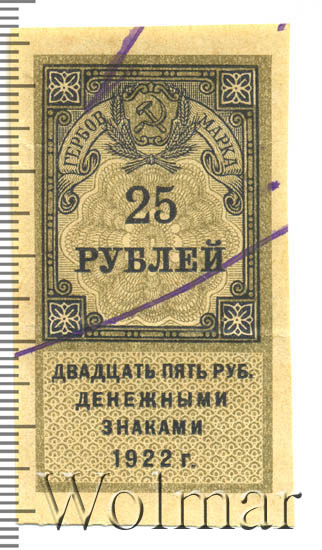 ГЕРБОВ. МАРКА
25
РУБЛЕЙ
ДВАДЦАТЬ ПЯТЬ РУБ.
ДЕНЕЖНЫМИ
ЗНАКАМИ
1922 г.
Wolmar